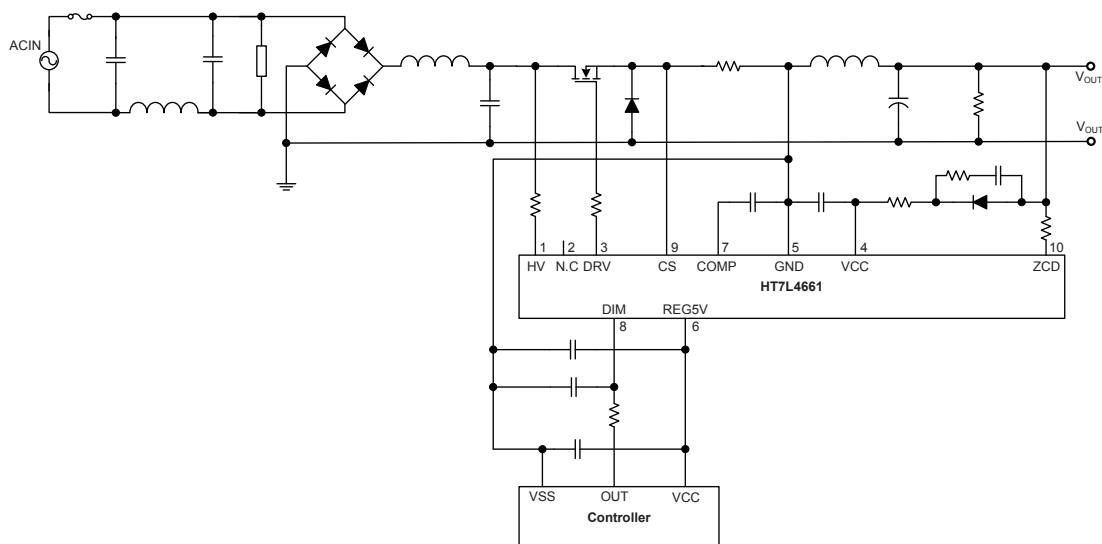 ACIN
VOUT
VOUT
1 2 3 9 7 5 4 10
HV N.C DRV CS COMP GND VCC ZCD
HT7L4661
DIM REG5V
8 6
VSS OUT VCC
Controller